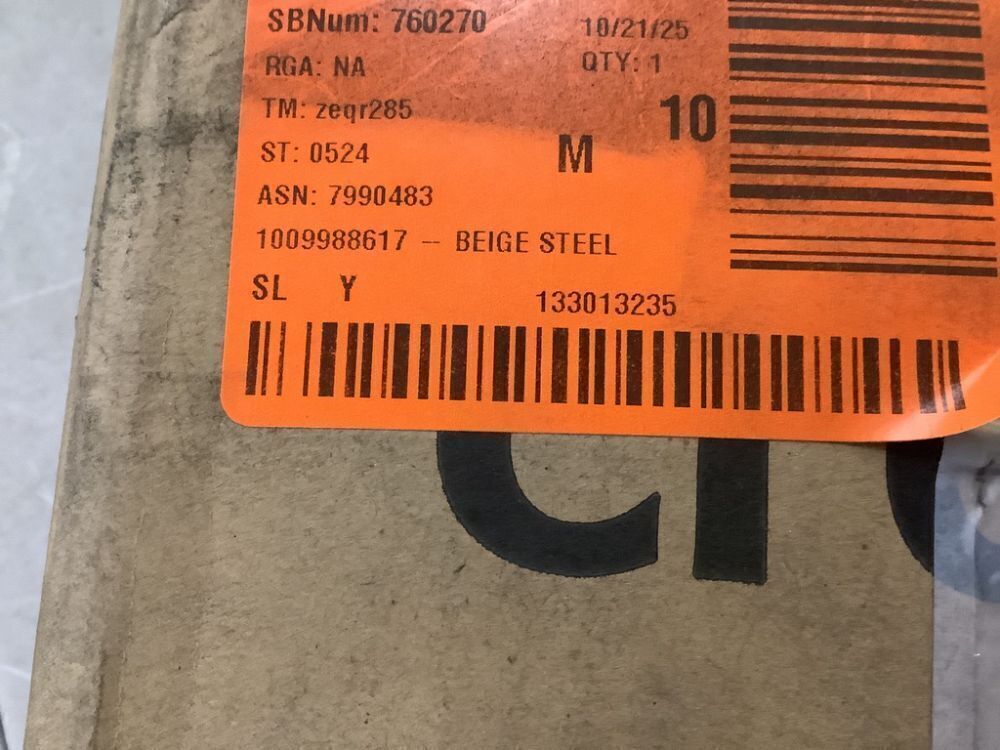 SBNum: 760270 10/21/25
RGA: NA QTY: 1
TM: zeqr285 10
ST: 0524 M
ASN: 7990483
1009988617 -- BEIGE STEEL
SL Y 133013235